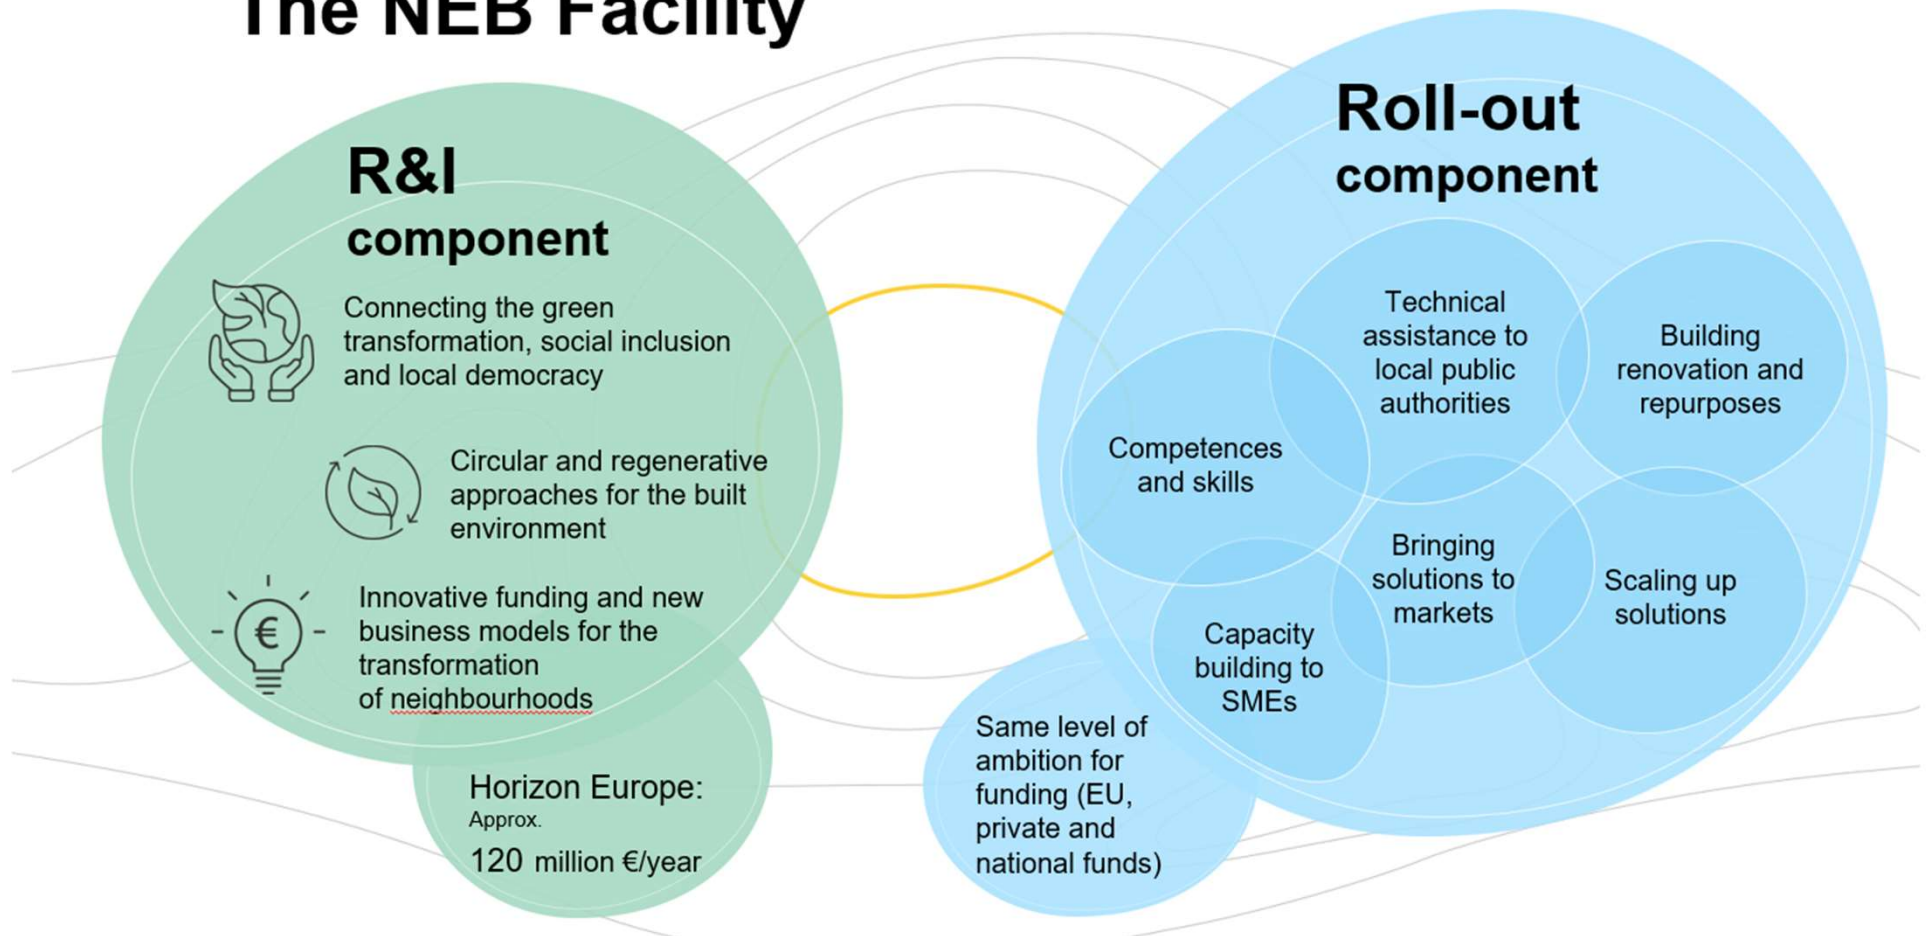 The NEB Facility
R&I
component
Connecting the green
transformation, social inclusion
and local democracy
Circular and regenerative
approaches for the built
environment
€
Innovative funding and new
business models for the
transformation
of neighbourhoods
Horizon Europe:
Approx.
120 million €/year
Roll-out
component
Technical
assistance to
local public
authorities
Building
renovation and
repurposes
Competences
and skills
Bringing
solutions to
markets
Scaling up
solutions
Capacity
building to
SMEs
Same level of
ambition for
funding (EU,
private and
national funds)